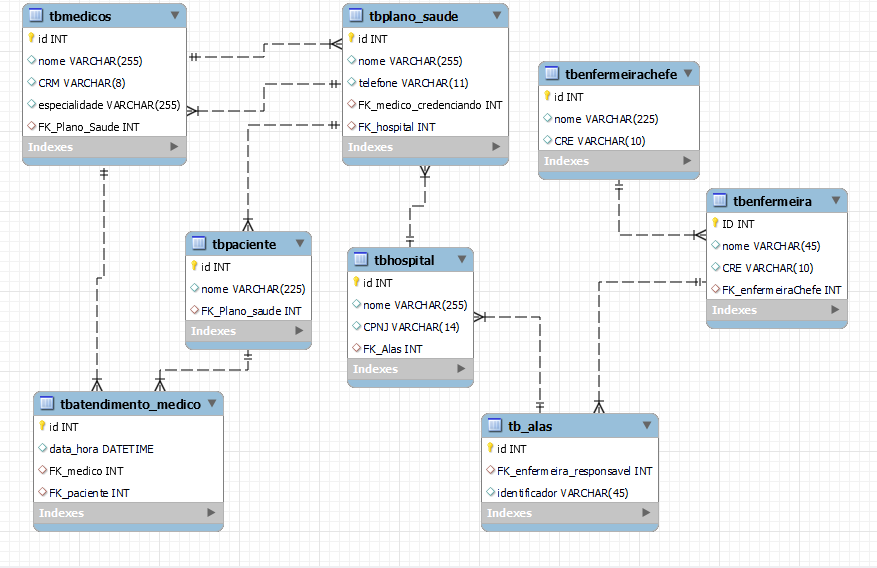 tbmedicos
id INT
nome VARCHAR(255)
CRM VARCHAR(8)
especialidade VARCHAR(255)
FK_Plano_Saude INT
Indexes
tbplano_saude
id INT
nome VARCHAR(255)
telefone VARCHAR(11)
FK_medico_credenciando INT
FK_hospital INT
Indexes
tbenfermeirachefe
id INT
nome VARCHAR(225)
CRE VARCHAR(10)
Indexes
tbenfermeira
ID INT
nome VARCHAR(45)
CRE VARCHAR(10)
FK_enfermeiraChefe INT
Indexes
tbpaciente
id INT
nome VARCHAR(225)
FK_Plano_saude INT
Indexes
tbhospital
id INT
nome VARCHAR(255)
CPNJ VARCHAR(14)
FK_Alas INT
Indexes
tbatendimento_medico
id INT
data_hora DATETIME
FK_medico INT
FK_paciente INT
Indexes
tb_alas
id INT
FK_enfermeira_responsavel INT
identificador VARCHAR(45)
Indexes